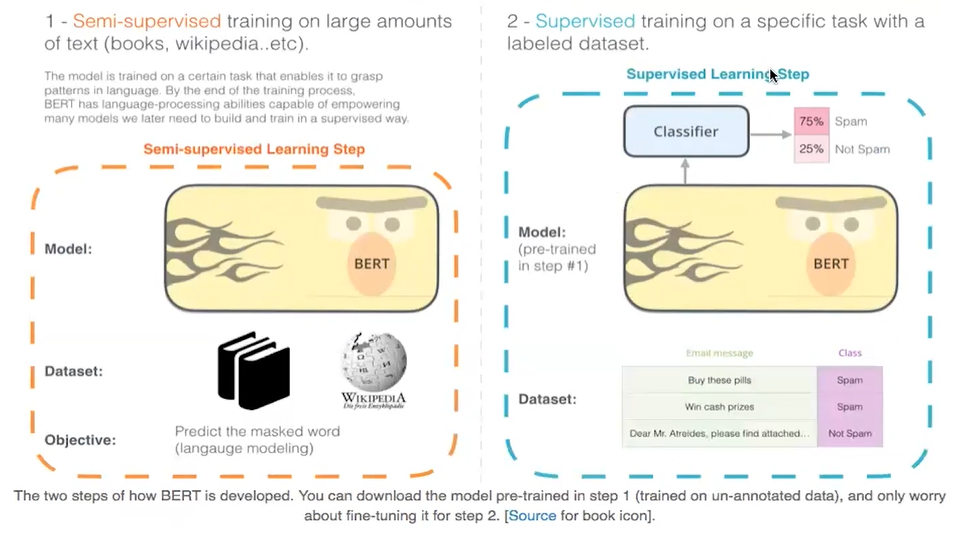 1 - Semi-supervised training on large amounts
of text (books, wikipedia..etc).
The model is trained on a certain task that enables it to grasp
patterns in language. By the end of the training process,
BERT has language-processing abilities capable of empowering
many models we later need to build and train in a supervised way.
Semi-supervised Learning Step
Model:
BERT
Dataset:
WIKIPEDIA
Die freie Enzyklopädie
Objective:
Predict the masked word
(langauge modeling)
2 - Supervised training on a specific task with a
labeled dataset.
Supervised Learning Step
Classifier
75% Spam
25% Not Spam
Model:
(pre-trained
in step #1)
BERT
Dataset:
Email message Class
Buy these pills Spam
Win cash prizes Spam
Dear Mr. Atreides, please find attached... Not Spam
The two steps of how BERT is developed. You can download the model pre-trained in step 1 (trained on un-annotated data), and only worry
about fine-tuning it for step 2. [Source for book icon].